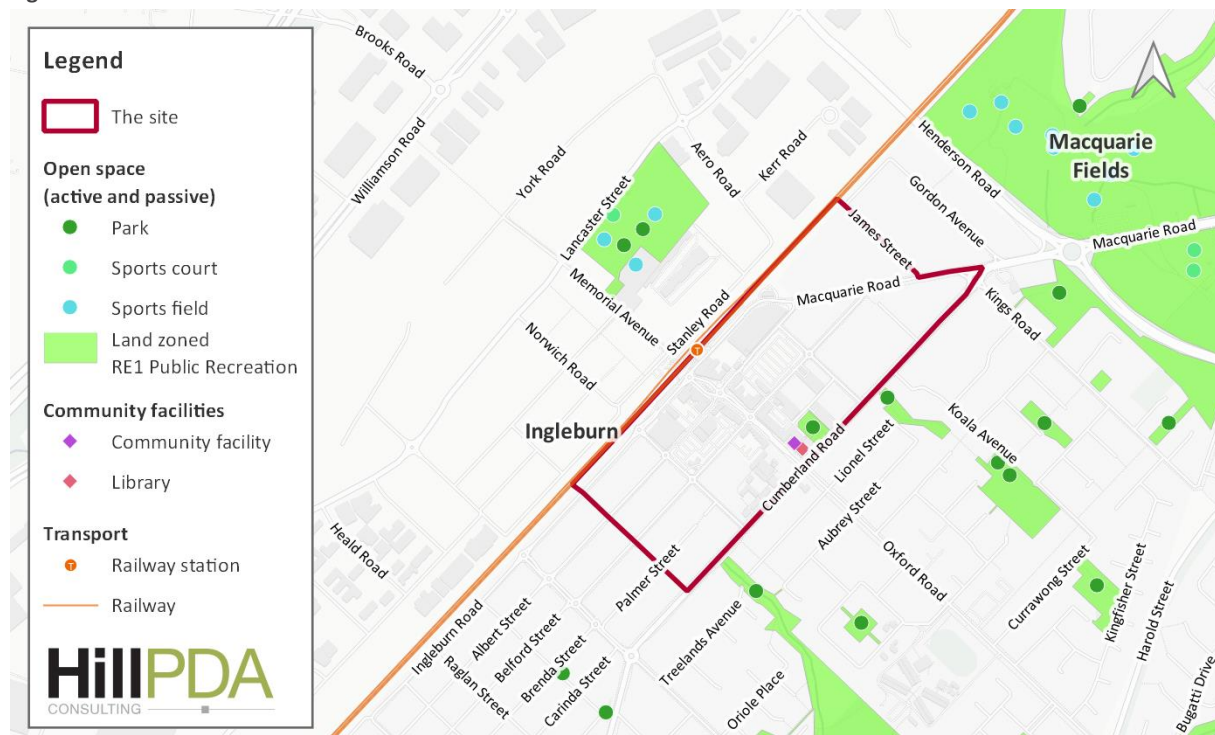 Legend
The site
Open space
(active and passive)
Park
Sports court
Sports field
Land zoned
RE1 Public Recreation
Community facilities
Community facility
Library
Transport
T
Railway station
Railway
HillPDA
CONSULTING
Brooks Road
Williamson Road
York Road
Lancaster Street
Aero Road
Kerr Road
Henderson Road
Gordon Avenue
Macquarie
Fields
Macquarie Road
James Street
Macquarie Road
Kings Road
Memorial Avenue
Stanley Road
Norwich Road
T
Ingleburn
Koala Avenue
Lionel Street
Cumberland Road
Aubrey Street
Oxford Road
Currawong Street
Kingfisher Street
Harold Street
Bugatti Drive
Heald Road
Palmer Street
Treelands Avenue
Oriole Place
Ingleburn Road
Albert Street
Raglan Street
Belford Street
Brenda Street
Carinda Street